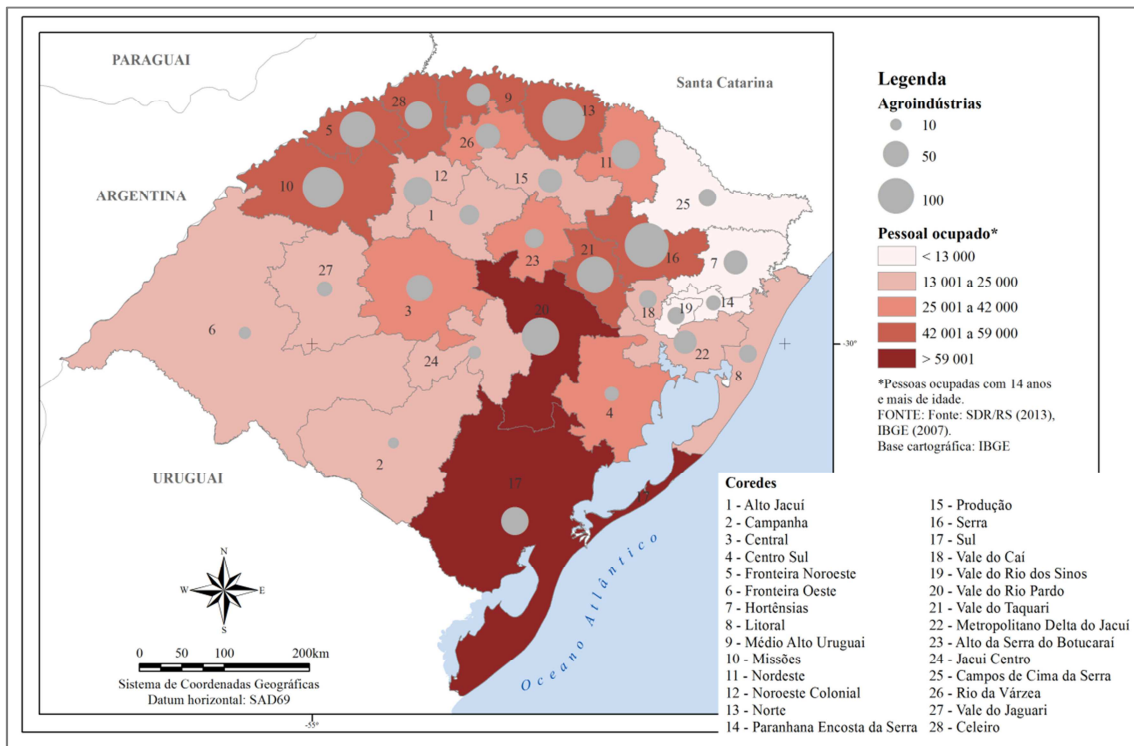 PARAGUAI
Santa Catarina
ARGENTINA
URUGUAI
28
9
13
5
26
11
10
12
15
1
25
21
16
23
7
27
3
18
19
14
6
20
24
22
8
4
2
17
17
-30°
-55°
Oceano Atlântico
N
W
E
S
0 50 100 200km
Sistema de Coordenadas Geográficas
Datum horizontal: SAD69
Legenda
Agroindústrias
10
50
100
Pessoal ocupado*
< 13 000
13 001 a 25 000
25 001 a 42 000
42 001 a 59 000
> 59 001
*Pessoas ocupadas com 14 anos
e mais de idade.
FONTE: Fonte: SDR/RS (2013),
IBGE (2007).
Base cartográfica: IBGE
Coredes
1 - Alto Jacuí
2 - Campanha
3 - Central
4 - Centro Sul
5 - Fronteira Noroeste
6 - Fronteira Oeste
7 - Hortênsias
8 - Litoral
9 - Médio Alto Uruguai
10 - Missões
11 - Nordeste
12 - Noroeste Colonial
13 - Norte
14 - Paranhana Encosta da Serra
15 - Produção
16 - Serra
17 - Sul
18 - Vale do Caí
19 - Vale do Rio dos Sinos
20 - Vale do Rio Pardo
21 - Vale do Taquari
22 - Metropolitano Delta do Jacuí
23 - Alto da Serra do Botucaraí
24 - Jacui Centro
25 - Campos de Cima da Serra
26 - Rio da Várzea
27 - Vale do Jaguari
28 - Celeiro